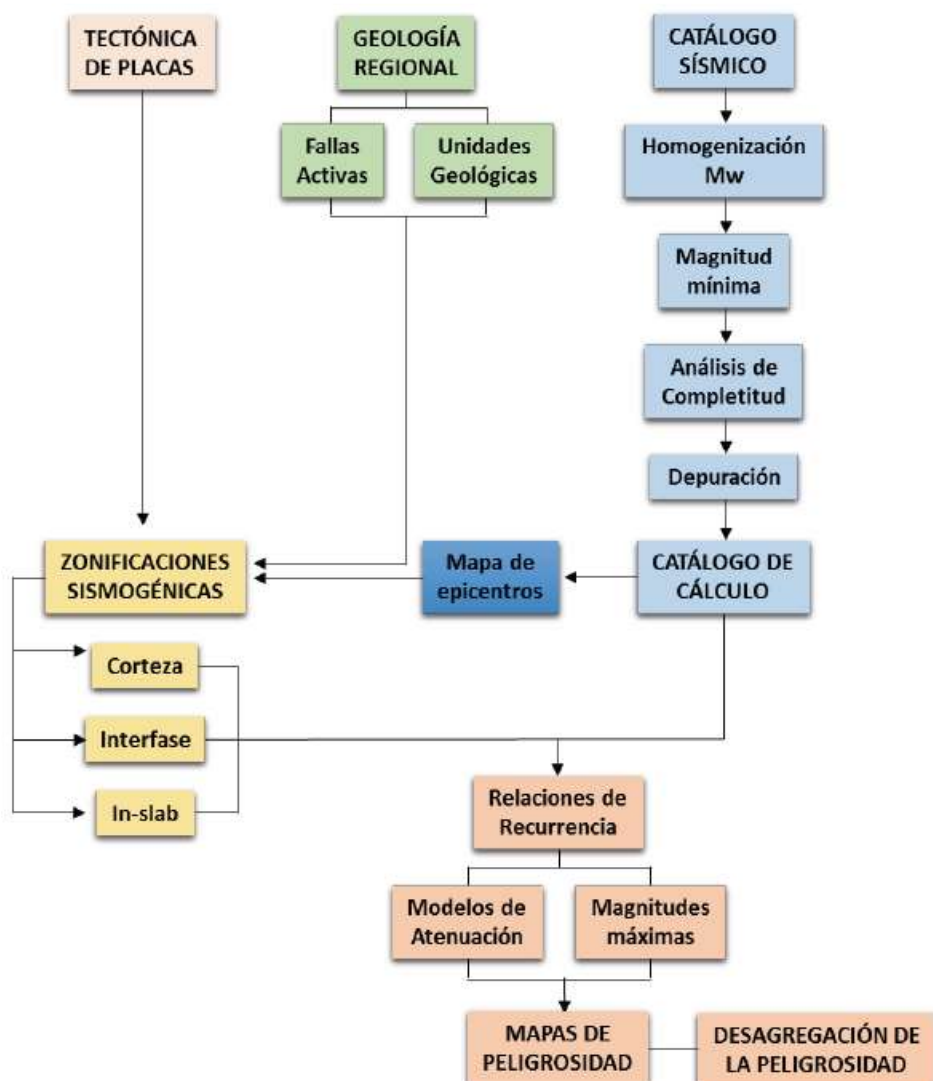 TECTÓNICA
DE PLACAS
GEOLOGÍA
REGIONAL
CATÁLOGO
SÍSMICO
Fallas
Activas
Unidades
Geológicas
Homogenización
Mw
Magnitud
mínima
Análisis de
Completitud
Depuración
ZONIFICACIONES
SISMOGÉNICAS
Mapa de
epicentros
CATÁLOGO DE
CÁLCULO
Corteza
Interfase
In-slab
Relaciones de
Recurrencia
Modelos de
Atenuación
Magnitudes
máximas
MAPAS DE
PELIGROSIDAD
DESAGREGACIÓN DE
LA PELIGROSIDAD